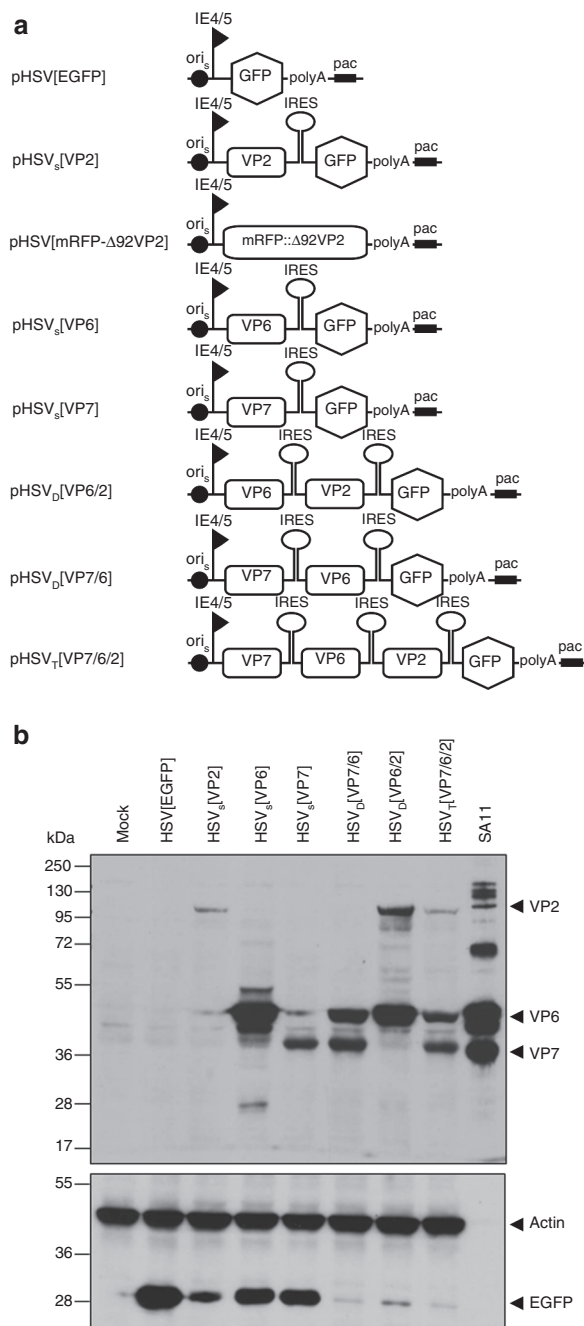 a
IE4/5
pHSV[EGFP]
oris
GFP
polyA
pac
IE4/5
IRES
pHSVs[VP2]
oris
VP2
GFP
polyA
pac
IE4/5
pHSV[mRFP-Δ92VP2]
oris
mRFP::Δ92VP2
polyA
pac
IE4/5
IRES
pHSVs[VP6]
oris
VP6
GFP
polyA
pac
IE4/5
IRES
pHSVs[VP7]
oris
VP7
GFP
polyA
pac
IE4/5
IRES
IRES
pHSVD[VP6/2]
oris
VP6
VP2
GFP
polyA
pac
IE4/5
IRES
IRES
pHSVD[VP7/6]
oris
VP7
VP6
GFP
polyA
pac
IE4/5
IRES
IRES
IRES
pHSVT[VP7/6/2]
oris
VP7
VP6
VP2
GFP
polyA
pac
b
kDa
Mock
HSV[EGFP]
HSVs[VP2]
HSVs[VP6]
HSVs[VP7]
HSVD[VP7/6]
HSVD[VP6/2]
HSVT[VP7/6/2]
SA11
250
130
95
72
55
36
28
17
VP2
VP6
VP7
55
36
28
Actin
EGFP